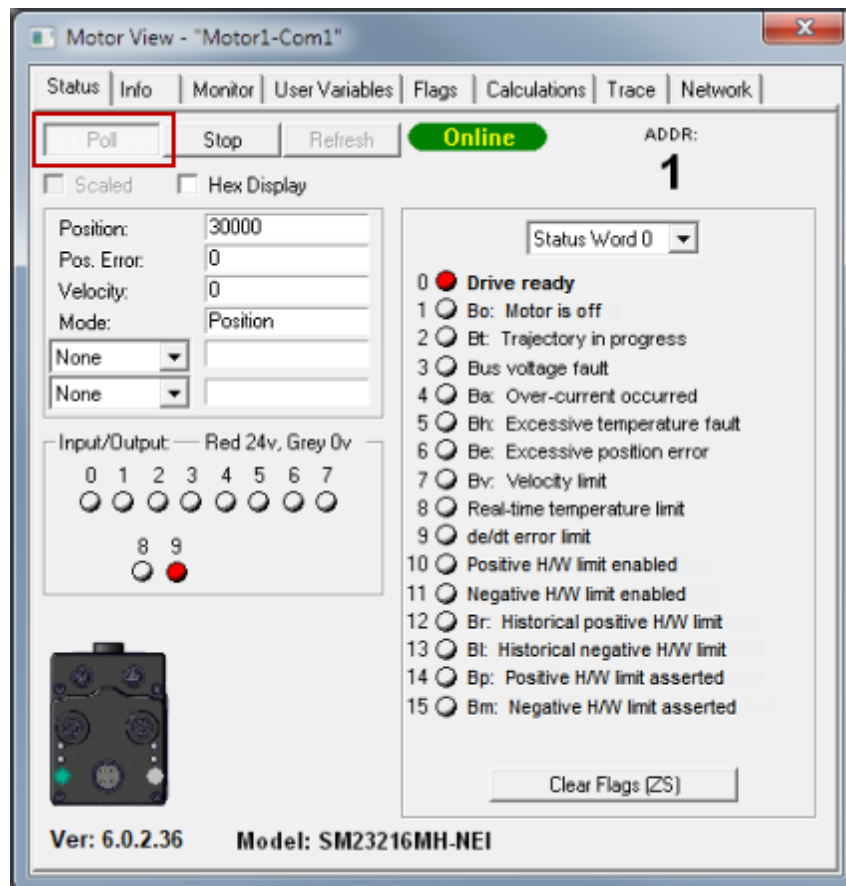 Motor View - "Motor1-Com1"
Status Info Monitor User Variables Flags Calculations Trace Network
Poll Stop Refresh Online ADDR:
1
Scaled Hex Display
Position: 30000
Pos. Error: 0
Velocity: 0
Mode: Position
None
None
Input/Output: Red 24v, Grey 0v
0 1 2 3 4 5 6 7
8 9
Status Word 0
0 Drive ready
1 Bo: Motor is off
2 Bt: Trajectory in progress
3 Bus voltage fault
4 Ba: Over-current occurred
5 Bh: Excessive temperature fault
6 Be: Excessive position error
7 Bv: Velocity limit
8 Real-time temperature limit
9 de/dt error limit
10 Positive H/W limit enabled
11 Negative H/W limit enabled
12 Br: Historical positive H/W limit
13 Bl: Historical negative H/W limit
14 Bp: Positive H/W limit asserted
15 Bm: Negative H/W limit asserted
Clear Flags (ZS)
Ver: 6.0.2.36 Model: SM23216MH-NEI